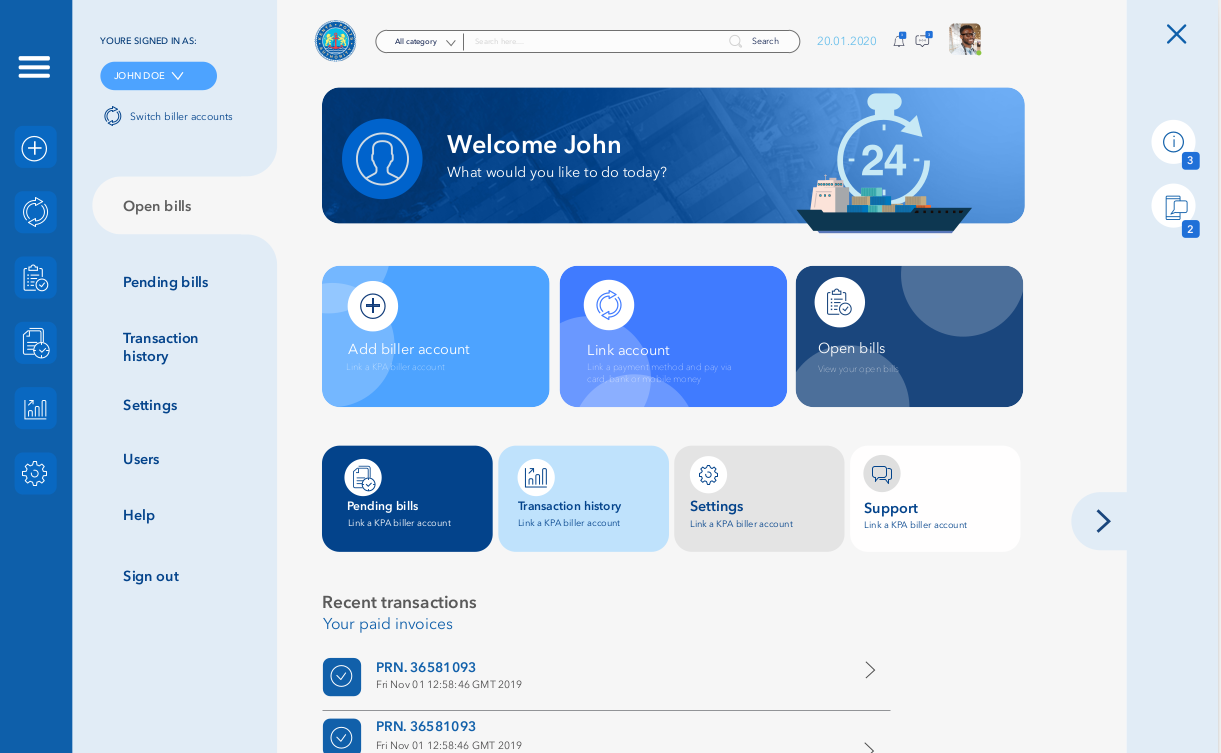 YOURE SIGNED IN AS:
JOHN DOE
Switch biller accounts
Open bills
Pending bills
Transaction
history
Settings
Users
Help
Sign out
All category
Search here...
Search
20.01.2020
Welcome John
What would you like to do today?
24
Add biller account
Link a KPA biller account
Link account
Link a payment method and pay via
card, bank or mobile money
Open bills
View your open bills
Pending bills
Link a KPA biller account
Transaction history
Link a KPA biller account
Settings
Link a KPA biller account
Support
Link a KPA biller account
Recent transactions
Your paid invoices
PRN. 36581093
Fri Nov 01 12:58:46 GMT 2019
PRN. 36581093
Fri Nov 01 12:58:46 GMT 2019
3
2